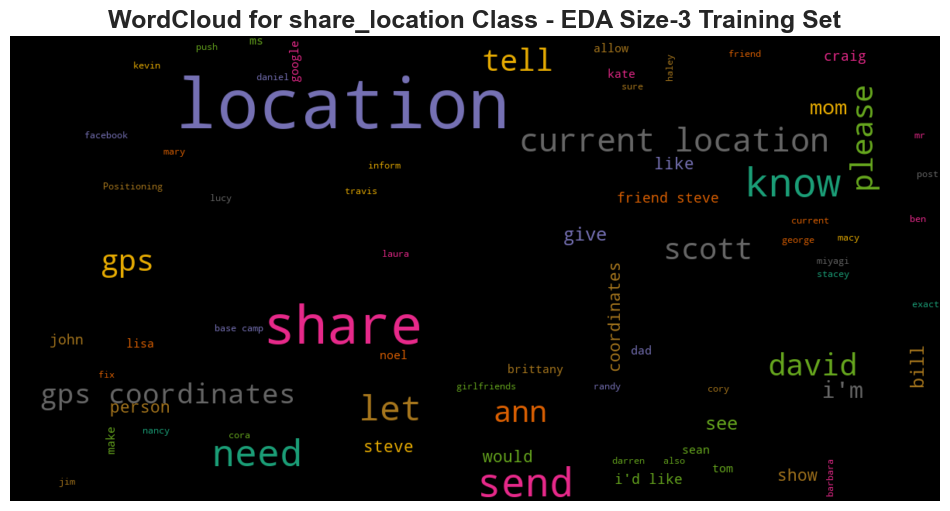 WordCloud for share_location Class - EDA Size-3 Training Set
push
ms
google
kevin
daniel
location
tell
allow
friend
craig
kate
sure
haley
mom
please
facebook
mary
current location
mr
inform
like
know
post
Positioning
travis
lucy
friend steve
current
ben
give
scott
george
macy
laura
gps
miyagi
stacey
coordinates
exact
share
base camp
john
lisa
noel
dad
brittany
david
bill
fix
gps coordinates
person
girlfriends
randy
cory
i'm
let
ann
see
make
nancy
cora
need
steve
would
sean
darren
also
tom
jim
send
i'd like
show
barbara